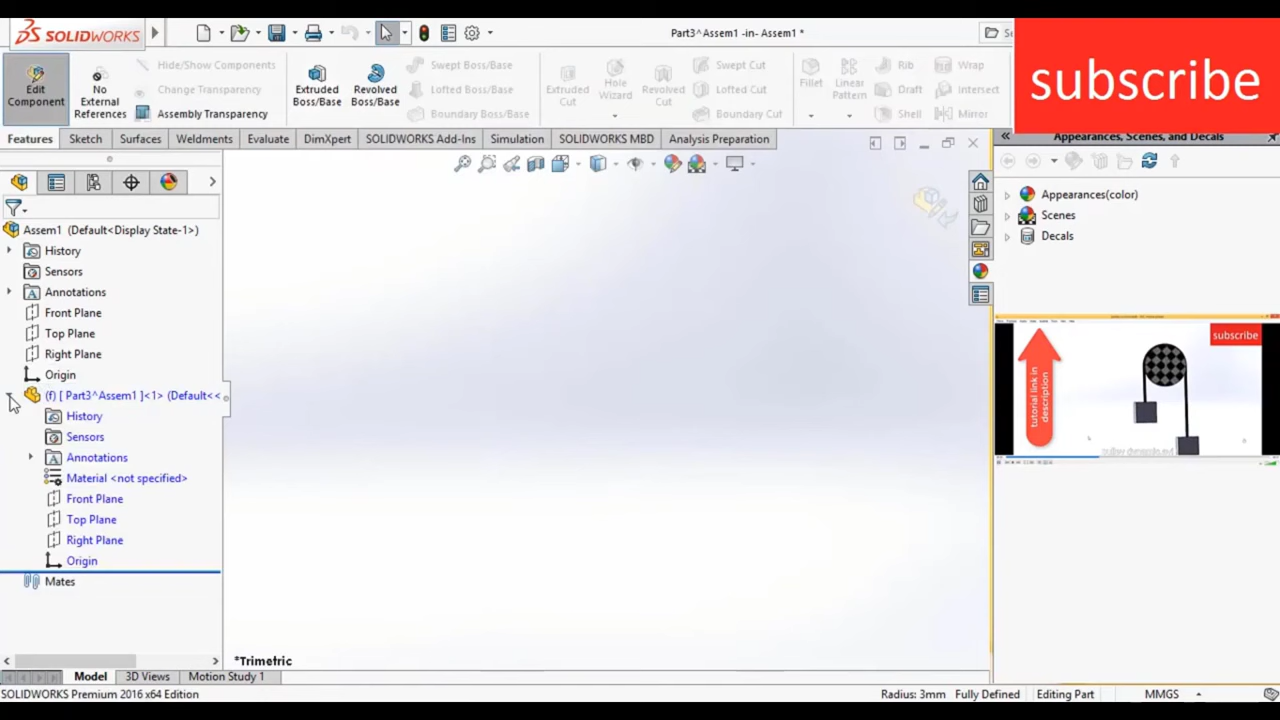 SOLIDWORKS
Part3^Assem1 -in- Assem1 *
subscribe
Edit Component
No External References
Hide/Show Components
Change Transparency
Assembly Transparency
Extruded Boss/Base
Revolved Boss/Base
Swept Boss/Base
Lofted Boss/Base
Boundary Boss/Base
Extruded Cut
Hole Wizard
Revolved Cut
Swept Cut
Lofted Cut
Boundary Cut
Fillet
Linear Pattern
Rib
Draft
Shell
Wrap
Intersect
Mirror
Features
Sketch
Surfaces
Weldments
Evaluate
DimXpert
SOLIDWORKS Add-Ins
Simulation
SOLIDWORKS MBD
Analysis Preparation
Appearances, Scenes, and Decals
Appearances(color)
Scenes
Decals
Assem1 (Default<Display State-1>)
History
Sensors
Annotations
Front Plane
Top Plane
Right Plane
Origin
(f) [ Part3^Assem1 ]<1> (Default<<
History
Sensors
Annotations
Material <not specified>
Front Plane
Top Plane
Right Plane
Origin
Mates
subscribe
tutorial link in
description
*Trimetric
Model
3D Views
Motion Study 1
SOLIDWORKS Premium 2016 x64 Edition
Radius: 3mm
Fully Defined
Editing Part
MMGS